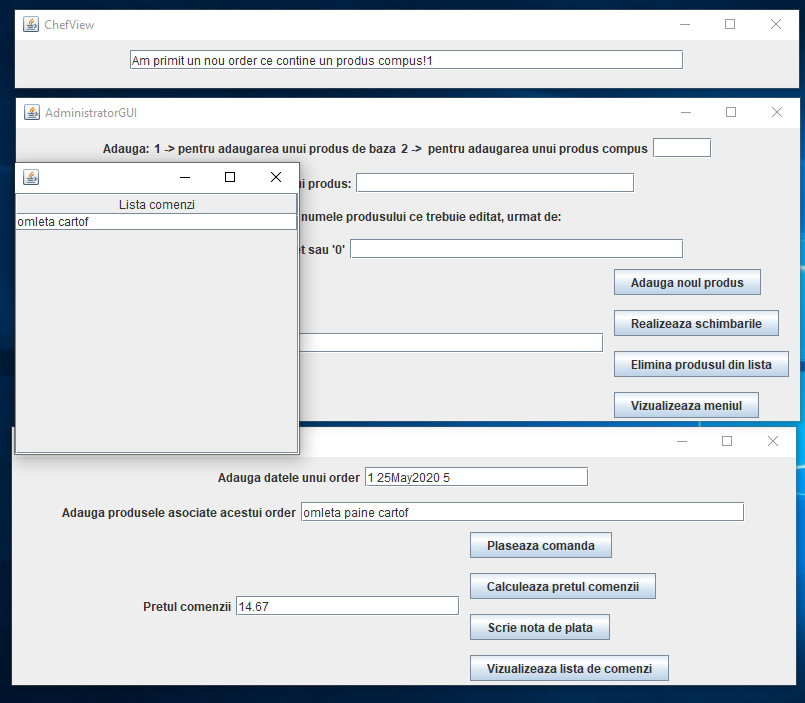 ChefView
Am primit un nou order ce contine un produs compus!1
AdministratorGUI
Adauga: 1 -> pentru adaugarea unui produs de baza 2 -> pentru adaugarea unui produs compus
Lista comenzi
omleta cartof
ui produs:
numele produsului ce trebuie editat, urmat de:
et sau '0'
Adauga noul produs
Realizeaza schimbarile
Elimina produsul din lista
Vizualizeaza meniul
Adauga datele unui order 1 25May2020 5
Adauga produsele asociate acestui order omleta paine cartof
Plaseaza comanda
Calculeaza pretul comenzii
Pretul comenzii 14.67
Scrie nota de plata
Vizualizeaza lista de comenzi